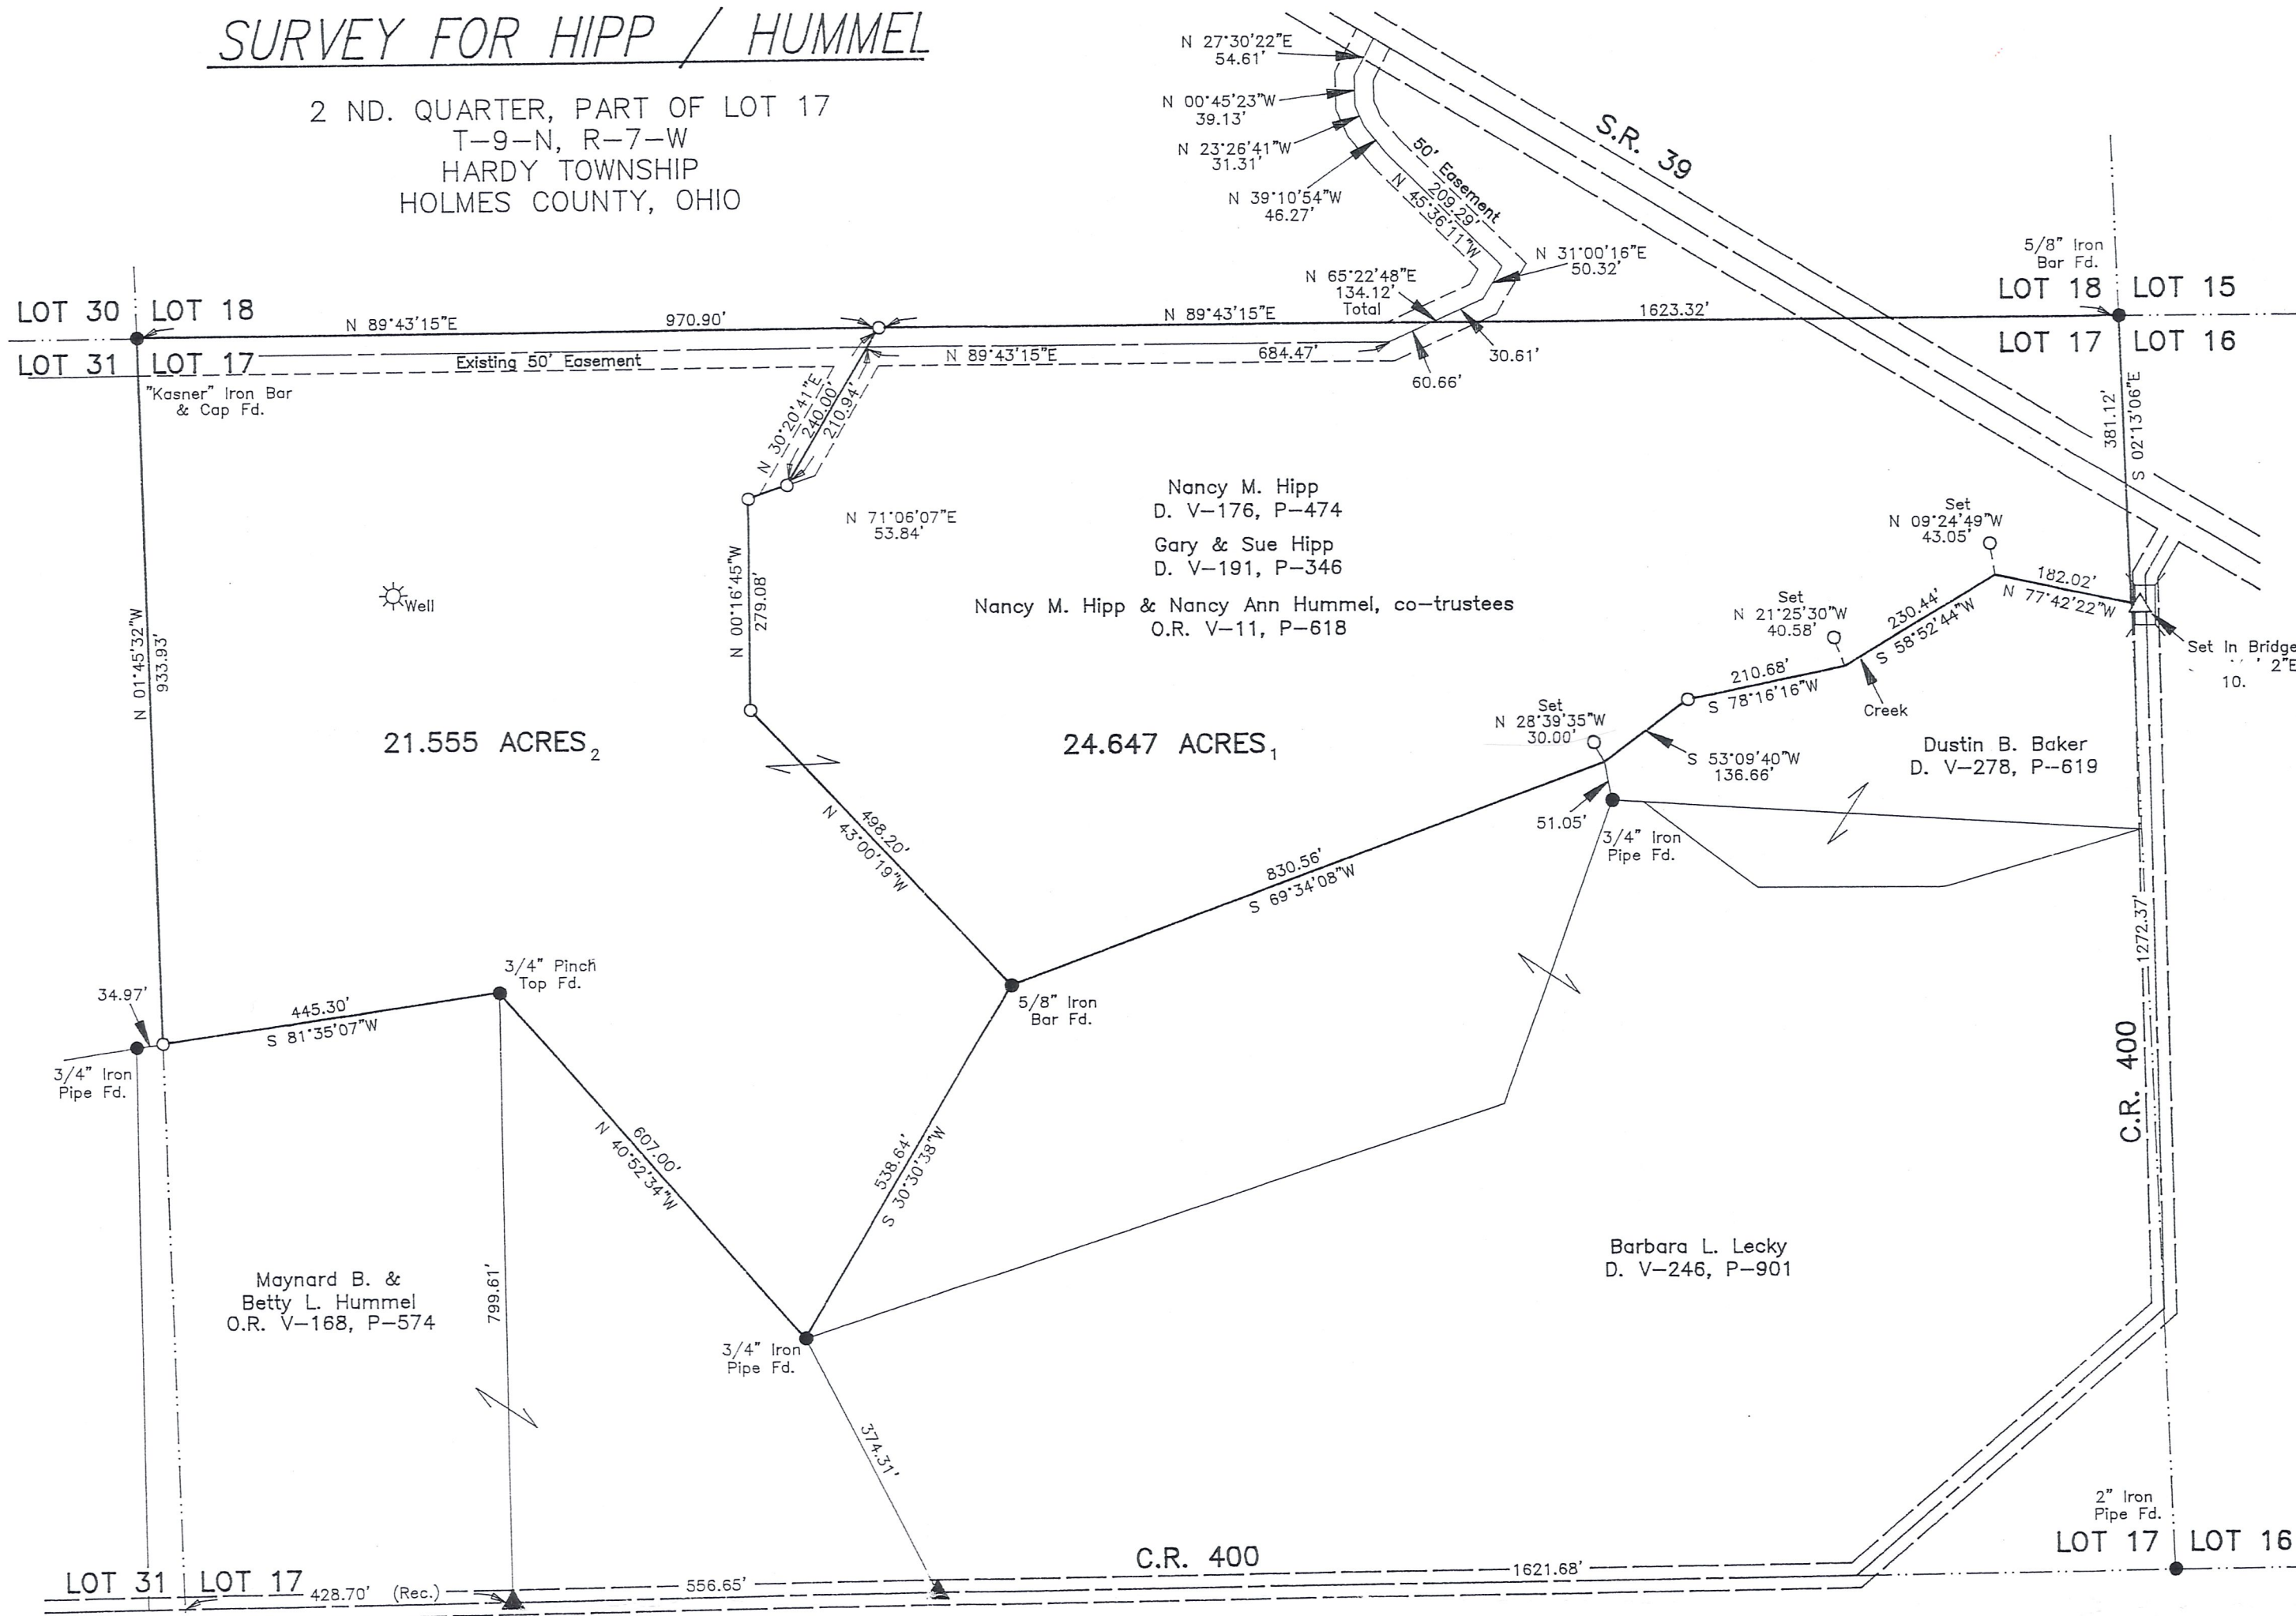 SURVEY FOR HIPP / HUMMEL
2 ND. QUARTER, PART OF LOT 17
T-9-N, R-7-W
HARDY TOWNSHIP
HOLMES COUNTY, OHIO
N 27°30'22"E
54.61'
N 00°45'23"W
39.13'
N 23°26'41"W
31.31'
N 39°10'54"W
46.27'
50' Easement
209.29'
N 45°36'11"W
S.R. 39
N 31°00'16"E
50.32'
N 65°22'48"E
134.12'
Total
5/8" Iron
Bar Fd.
LOT 30
LOT 18
N 89°43'15"E
970.90'
N 89°43'15"E
1623.32'
LOT 18
LOT 15
LOT 31
LOT 17
Existing 50' Easement
N 89°43'15"E
684.47'
30.61'
60.66'
LOT 17
LOT 16
"Kasner" Iron Bar
& Cap Fd.
N 30°20'41"E
240.00'
210.94'
381.12'
S 02°13'06"E
N 71°06'07"E
53.84'
Nancy M. Hipp
D. V-176, P-474
Gary & Sue Hipp
D. V-191, P-346
Nancy M. Hipp & Nancy Ann Hummel, co-trustees
O.R. V-11, P-618
Set
N 09°24'49"W
43.05'
182.02'
N 77°42'22"W
Set
N 21°25'30"W
40.58'
230.44'
S 58°52'44"W
Set In Bridge
2"E
10.
Well
N 01°45'32"W
933.93'
N 00°16'45"W
279.08'
210.68'
S 78°16'16"W
Creek
Set
N 28°39'35"W
30.00'
S 53°09'40"W
136.66'
21.555 ACRES2
24.647 ACRES1
Dustin B. Baker
D. V-278, P-619
51.05'
3/4" Iron
Pipe Fd.
498.20'
N 43°00'19"W
830.56'
S 69°34'08"W
1272.37'
3/4" Pinch
Top Fd.
34.97'
445.30'
S 81°35'07"W
5/8" Iron
Bar Fd.
3/4" Iron
Pipe Fd.
C.R. 400
607.00'
N 40°52'34"W
538.64'
S 30°30'38"W
Barbara L. Lecky
D. V-246, P-901
Maynard B. &
Betty L. Hummel
O.R. V-168, P-574
799.61'
3/4" Iron
Pipe Fd.
374.31'
2" Iron
Pipe Fd.
LOT 17
LOT 16
C.R. 400
LOT 31
LOT 17
428.70' (Rec.)
556.65'
1621.68'